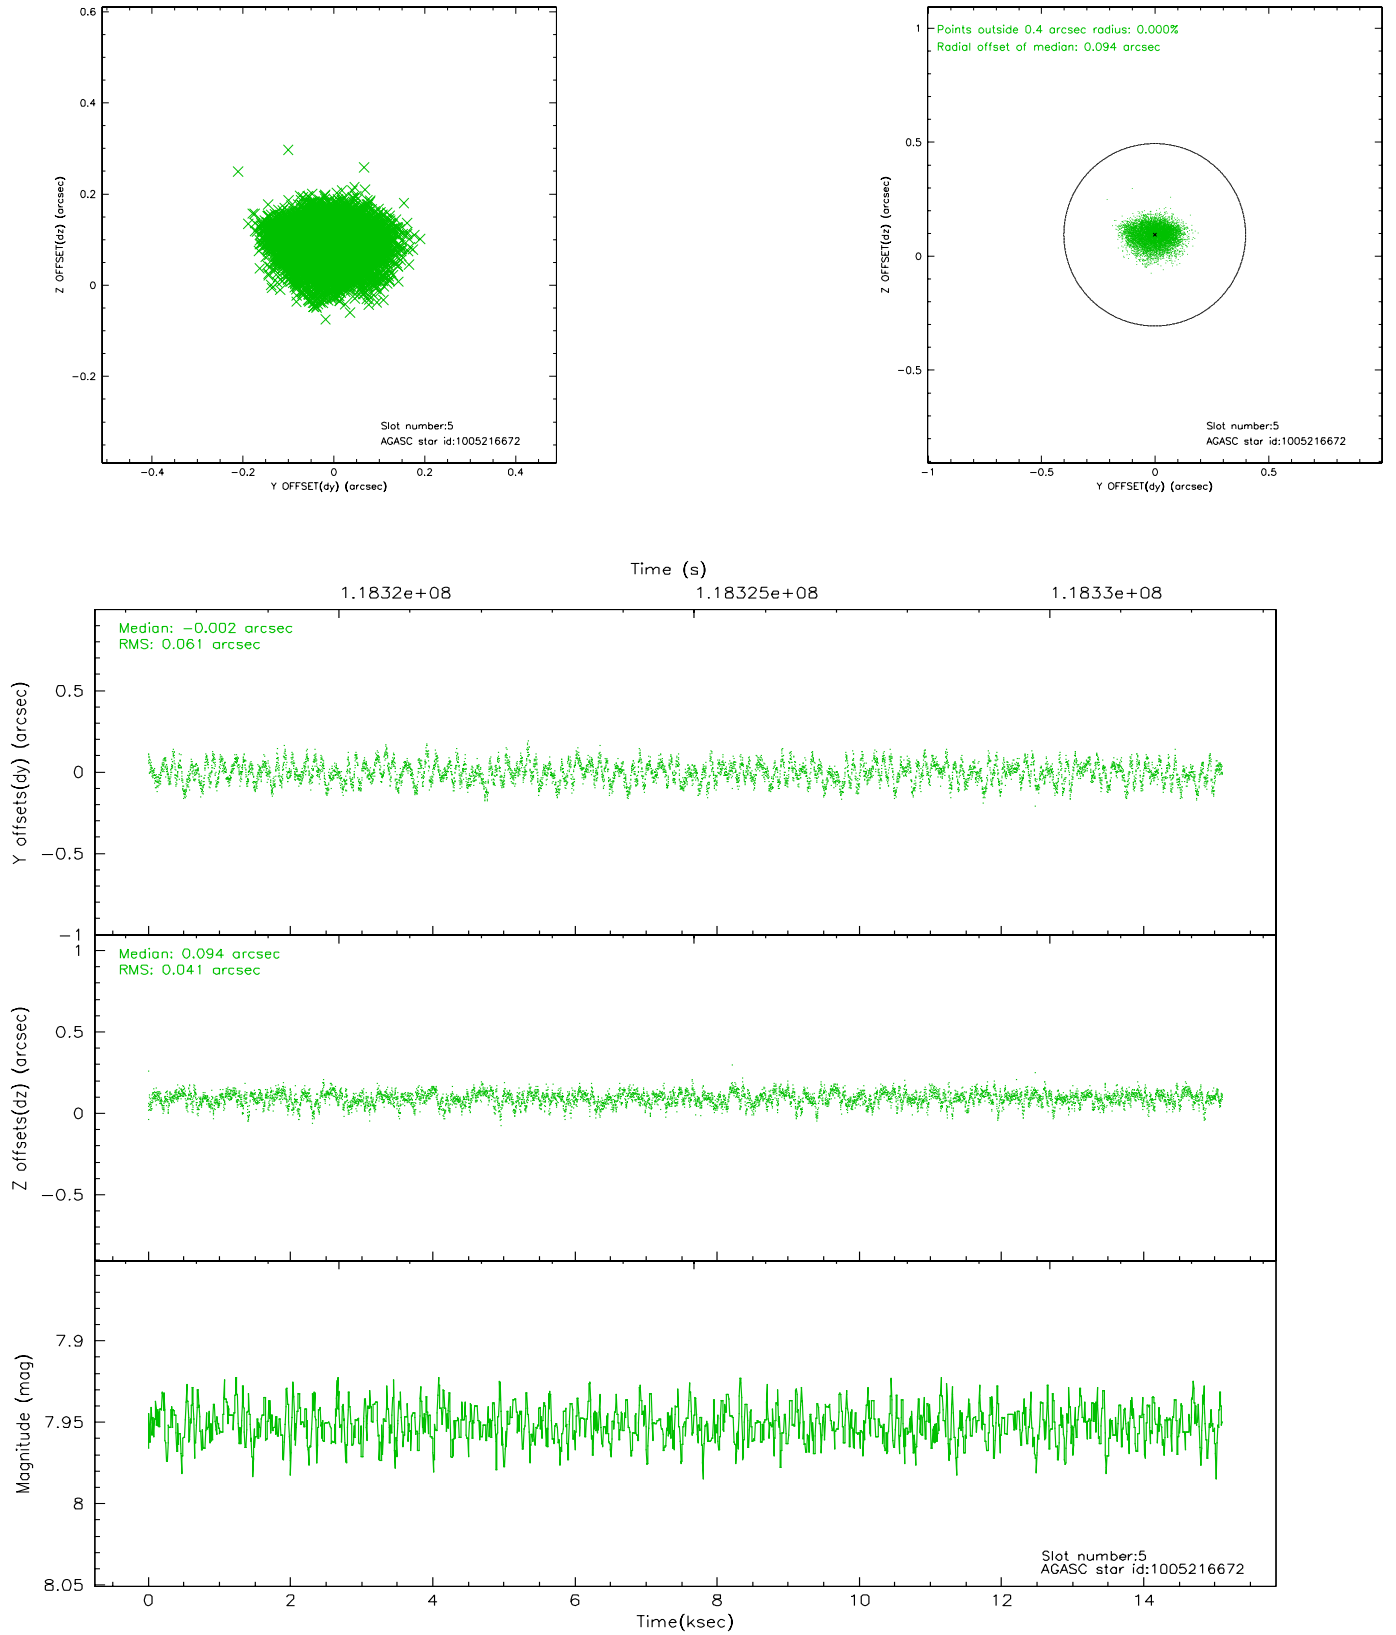 0.6
0.4
0.2
0
−0.2
Z OFFSET(dz) (arcsec)
Slot number:5
AGASC star id:1005216672
−0.4 −0.2 0 0.2 0.4
Y OFFSET(dy) (arcsec)
Points outside 0.4 arcsec radius: 0.000%
Radial offset of median: 0.094 arcsec
1
0.5
0
−0.5
Z OFFSET(dz) (arcsec)
Slot number:5
AGASC star id:1005216672
−1 −0.5 0 0.5
Y OFFSET(dy) (arcsec)
Time (s)
1.1832e+08 1.18325e+08 1.1833e+08
Median: −0.002 arcsec
RMS: 0.061 arcsec
0.5
0
−0.5
−1
Y offsets(dy) (arcsec)
Median: 0.094 arcsec
RMS: 0.041 arcsec
1
0.5
0
−0.5
Z offsets(dz) (arcsec)
7.9
7.95
8
8.05
Magnitude (mag)
Slot number:5
AGASC star id:1005216672
0 2 4 6 8 10 12 14
Time(ksec)